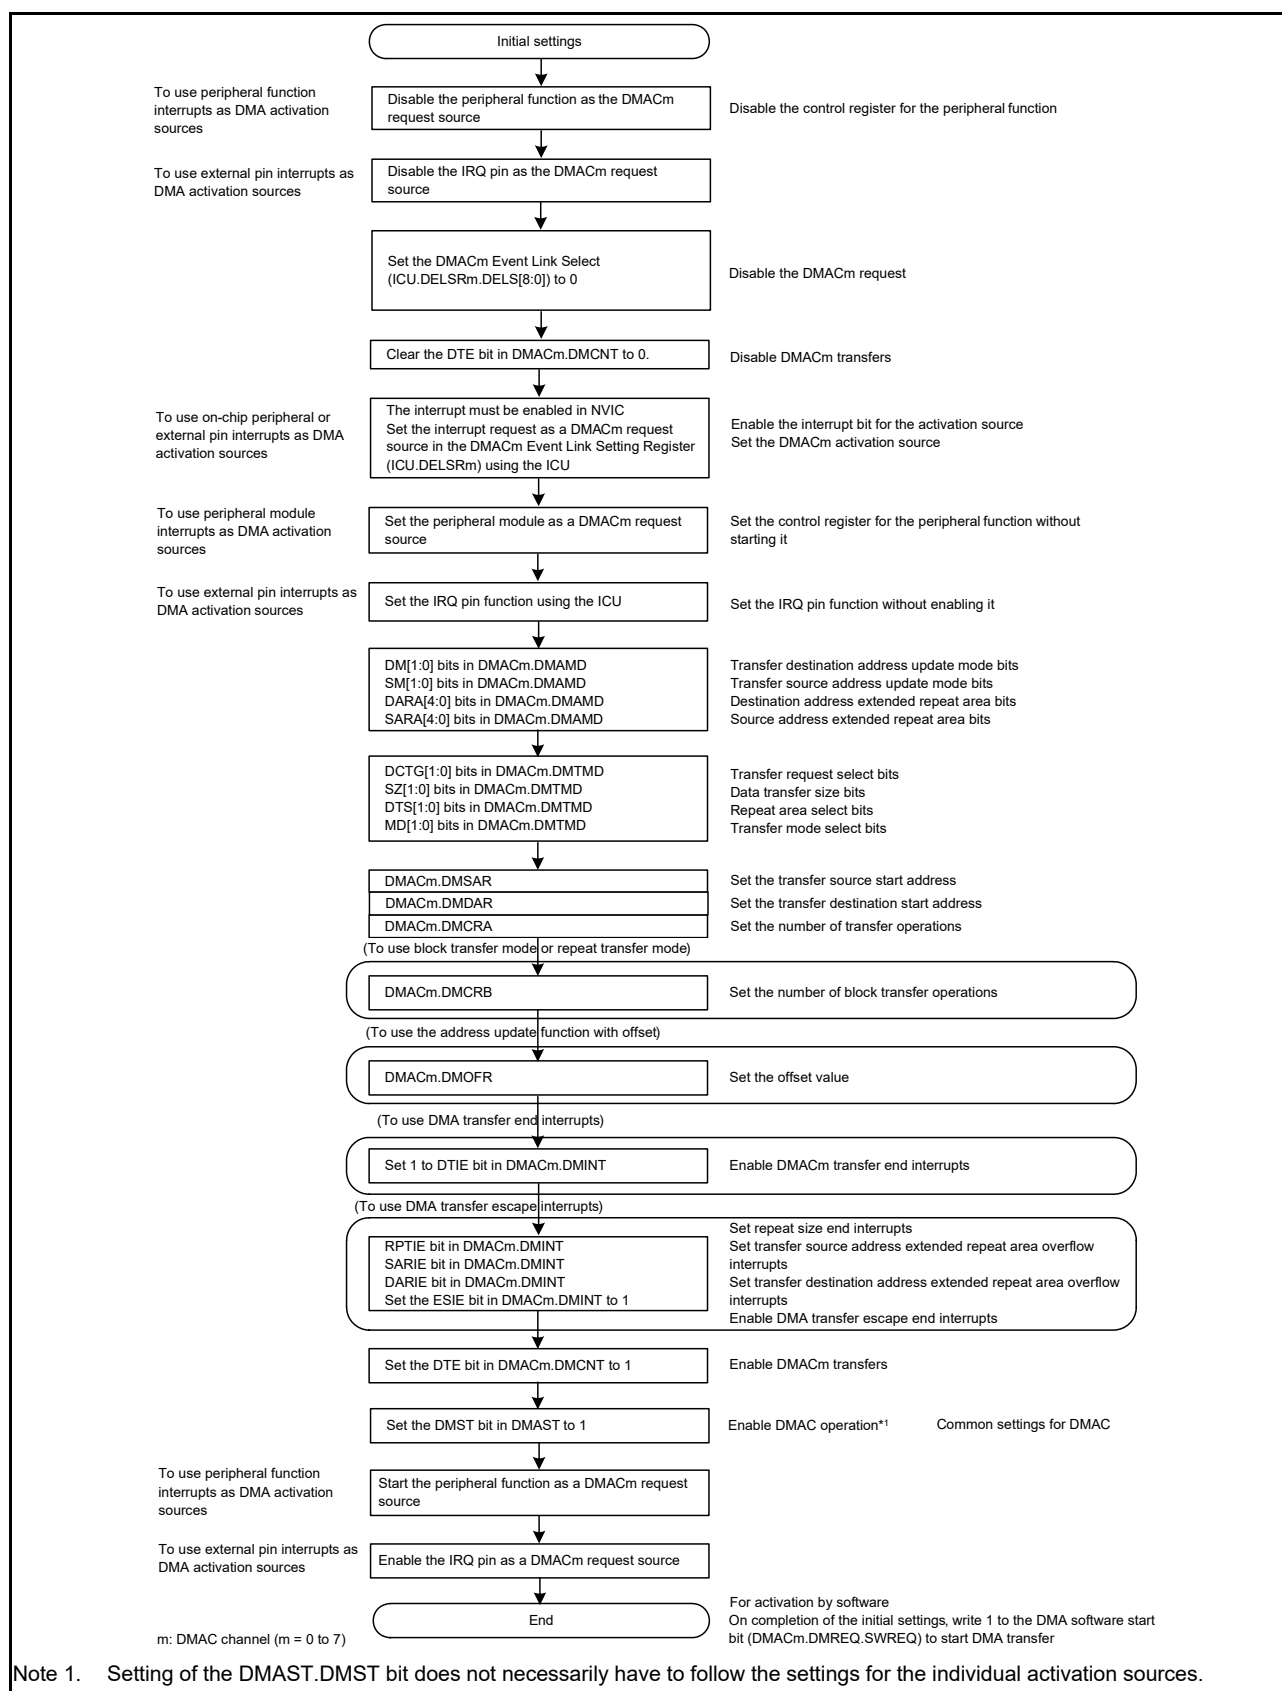 Initial settings
To use peripheral function
interrupts as DMA activation
sources
Disable the peripheral function as the DMACm
request source
Disable the control register for the peripheral function
To use external pin interrupts as
DMA activation sources
Disable the IRQ pin as the DMACm request
source
Set the DMACm Event Link Select
(ICU.DELSRm.DELS[8:0]) to 0
Disable the DMACm request
Clear the DTE bit in DMACm.DMCNT to 0.
Disable DMACm transfers
To use on-chip peripheral or
external pin interrupts as DMA
activation sources
The interrupt must be enabled in NVIC
Set the interrupt request as a DMACm request
source in the DMACm Event Link Setting Register
(ICU.DELSRm) using the ICU
Enable the interrupt bit for the activation source
Set the DMACm activation source
To use peripheral module
interrupts as DMA activation
sources
Set the peripheral module as a DMACm request
source
Set the control register for the peripheral function without
starting it
To use external pin interrupts as
DMA activation sources
Set the IRQ pin function using the ICU
Set the IRQ pin function without enabling it
DM[1:0] bits in DMACm.DMAMD
SM[1:0] bits in DMACm.DMAMD
DARA[4:0] bits in DMACm.DMAMD
SARA[4:0] bits in DMACm.DMAMD
Transfer destination address update mode bits
Transfer source address update mode bits
Destination address extended repeat area bits
Source address extended repeat area bits
DCTG[1:0] bits in DMACm.DMTMD
SZ[1:0] bits in DMACm.DMTMD
DTS[1:0] bits in DMACm.DMTMD
MD[1:0] bits in DMACm.DMTMD
Transfer request select bits
Data transfer size bits
Repeat area select bits
Transfer mode select bits
DMACm.DMSAR
Set the transfer source start address
DMACm.DMDAR
Set the transfer destination start address
DMACm.DMCRA
Set the number of transfer operations
(To use block transfer mode or repeat transfer mode)
DMACm.DMCRB
Set the number of block transfer operations
(To use the address update function with offset)
DMACm.DMOFR
Set the offset value
(To use DMA transfer end interrupts)
Set 1 to DTIE bit in DMACm.DMINT
Enable DMACm transfer end interrupts
(To use DMA transfer escape interrupts)
RPTIE bit in DMACm.DMINT
SARIE bit in DMACm.DMINT
DARIE bit in DMACm.DMINT
Set the ESIE bit in DMACm.DMINT to 1
Set repeat size end interrupts
Set transfer source address extended repeat area overflow
interrupts
Set transfer destination address extended repeat area overflow
interrupts
Enable DMA transfer escape end interrupts
Set the DTE bit in DMACm.DMCNT to 1
Enable DMACm transfers
Set the DMST bit in DMAST to 1
Enable DMAC operation*1
Common settings for DMAC
To use peripheral function
interrupts as DMA activation
sources
Start the peripheral function as a DMACm request
source
To use external pin interrupts as
DMA activation sources
Enable the IRQ pin as a DMACm request source
End
For activation by software
On completion of the initial settings, write 1 to the DMA software start
bit (DMACm.DMREQ.SWREQ) to start DMA transfer
m: DMAC channel (m = 0 to 7)
Note 1. Setting of the DMAST.DMST bit does not necessarily have to follow the settings for the individual activation sources.